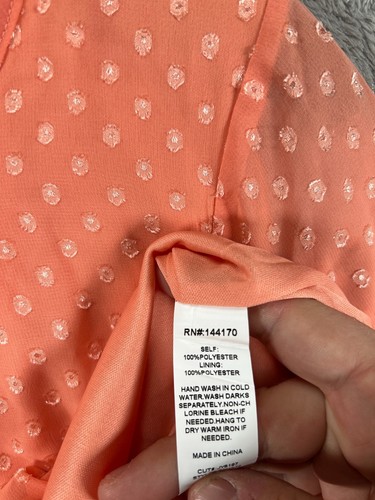 RN#:144170
SELF:
100%POLYESTER
LINING:
100%POLYESTER
HAND WASH IN COLD
WATER.WASH DARKS
SEPARATELY.NON-CH
LORINE BLEACH IF
NEEDED.HANG TO
DRY WARM IRON IF
NEEDED.
MADE IN CHINA